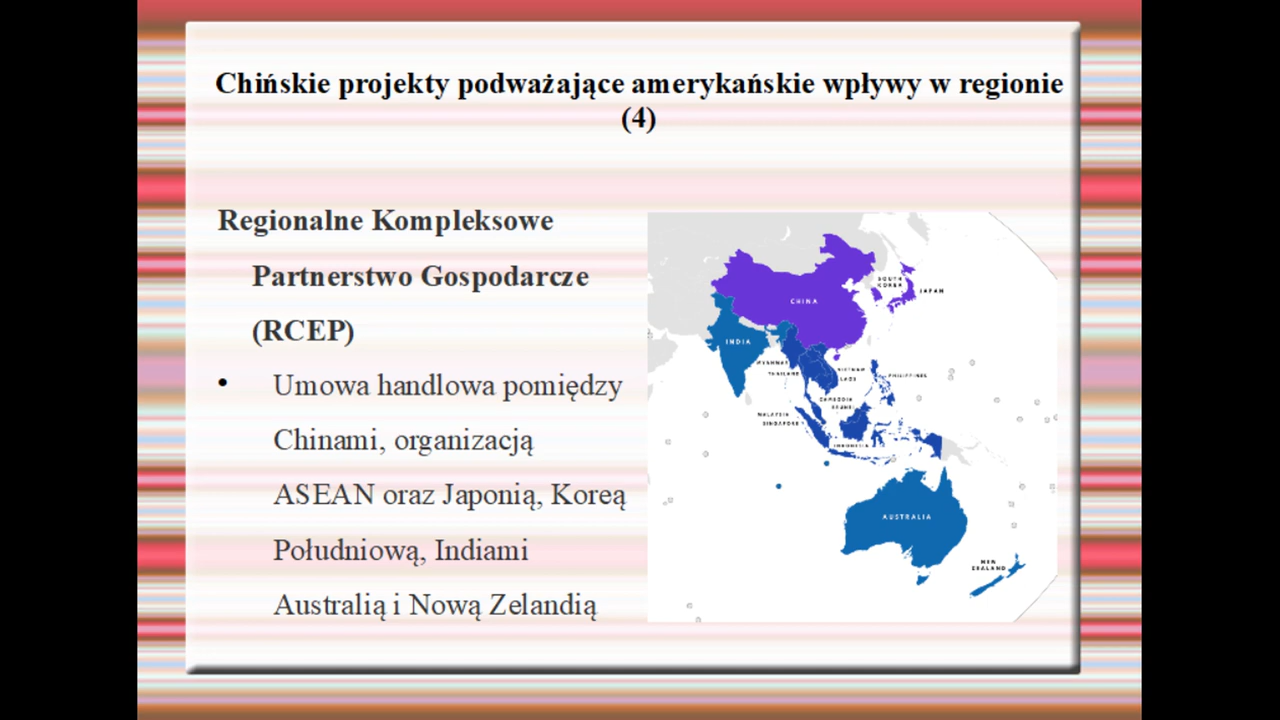 Chińskie projekty podważające amerykańskie wpływy w regionie
(4)
Regionalne Kompleksowe
Partnerstwo Gospodarcze
(RCEP)
• Umowa handlowa pomiędzy
Chinami, organizacją
ASEAN oraz Japonią, Koreą
Południową, Indiami
Australią i Nową Zelandią
SOUTH
KOREA
JAPAN
CHINA
INDIA
MYANMAR
THAILAND
VIETNAM
LAOS
PHILIPPINES
CAMBODIA
BRUNEI
MALAYSIA
SINGAPORE
INDONESIA
AUSTRALIA
NEW
ZEALAND